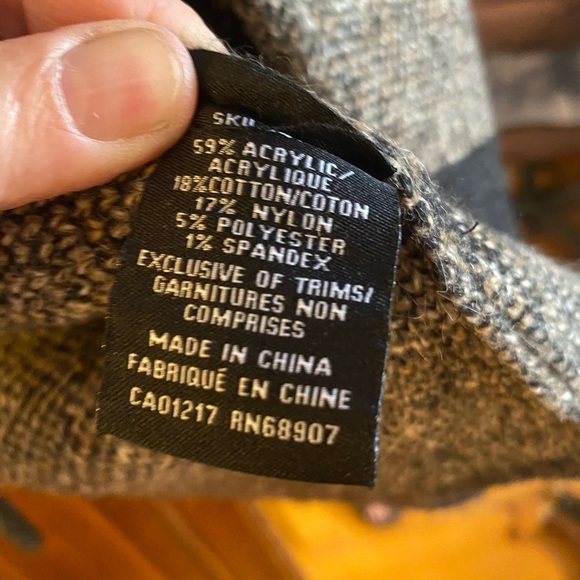 SKU
59% ACRYLIC/
ACRYLIQUE
18%COTTON/COTON
17% NYLON
5% POLYESTER
1% SPANDEX
EXCLUSIVE OF TRIMS/
GARNITURES NON
COMPRISES
MADE IN CHINA
FABRIQUÉ EN CHINE
CA01217 RN68907